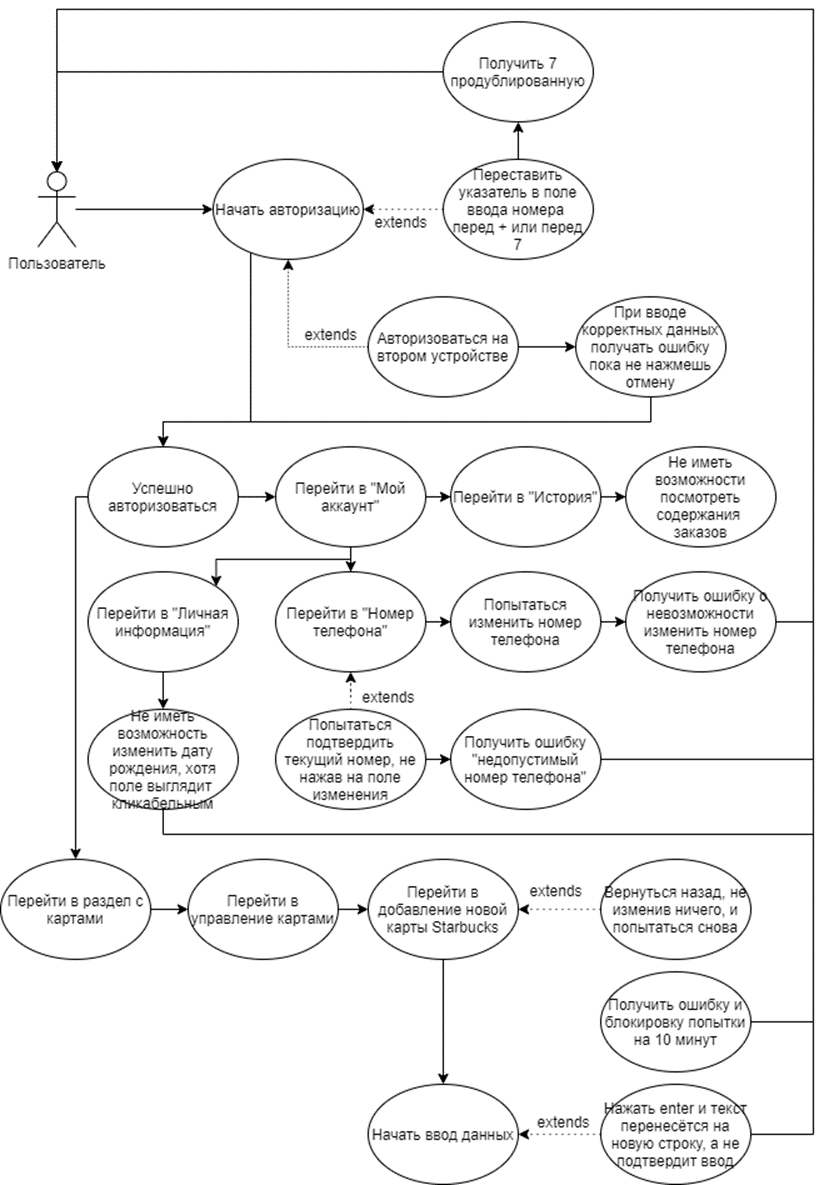 Получить 7
продублированную
Переставить
указатель в поле
ввода номера
перед + или перед
7
Начать авторизацию
extends
Пользователь
При вводе
корректных данных
получать ошибку
пока не нажмешь
отмену
extends
Авторизоваться на
втором устройстве
Успешно
авторизоваться
Перейти в "Мой
аккаунт"
Перейти в "История"
Не иметь
возможности
посмотреть
содержания
заказов
Перейти в "Личная
информация"
Перейти в "Номер
телефона"
Попытаться
изменить номер
телефона
Получить ошибку о
невозможности
изменить номер
телефона
extends
Не иметь
возможность
изменить дату
рождения, хотя
поле выглядит
кликабельным
Попытаться
подтвердить
текущий номер, не
нажав на поле
изменения
Получить ошибку
"недопустимый
номер телефона"
Перейти в раздел с
картами
Перейти в
управление картами
Перейти в
добавление новой
карты Starbucks
extends
Вернуться назад, не
изменив ничего, и
попытаться снова
Получить ошибку и
блокировку попытки
на 10 минут
Начать ввод данных
extends
Нажать enter и текст
перенесётся на
новую строку, а не
подтвердит ввод